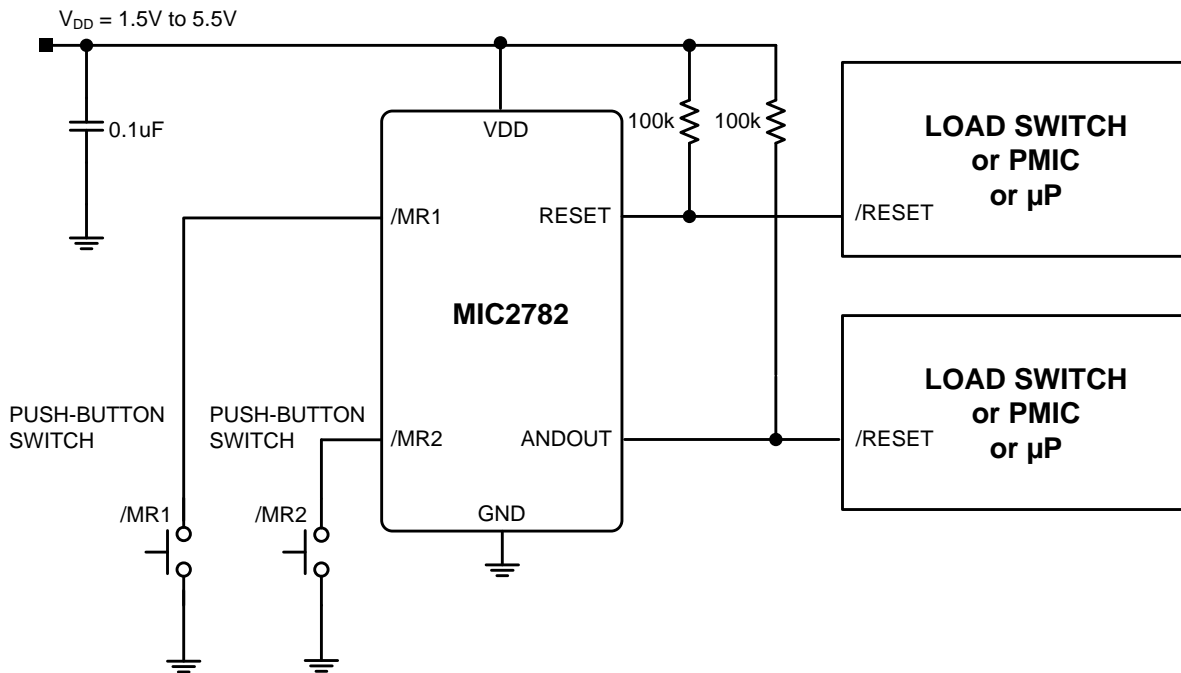 V_DD = 1.5V to 5.5V
0.1uF
VDD
100k
100k
/MR1
RESET
MIC2782
/MR2
ANDOUT
GND
PUSH-BUTTON
SWITCH
PUSH-BUTTON
SWITCH
/MR1
/MR2
LOAD SWITCH
or PMIC
or µP
/RESET
LOAD SWITCH
or PMIC
or µP
/RESET